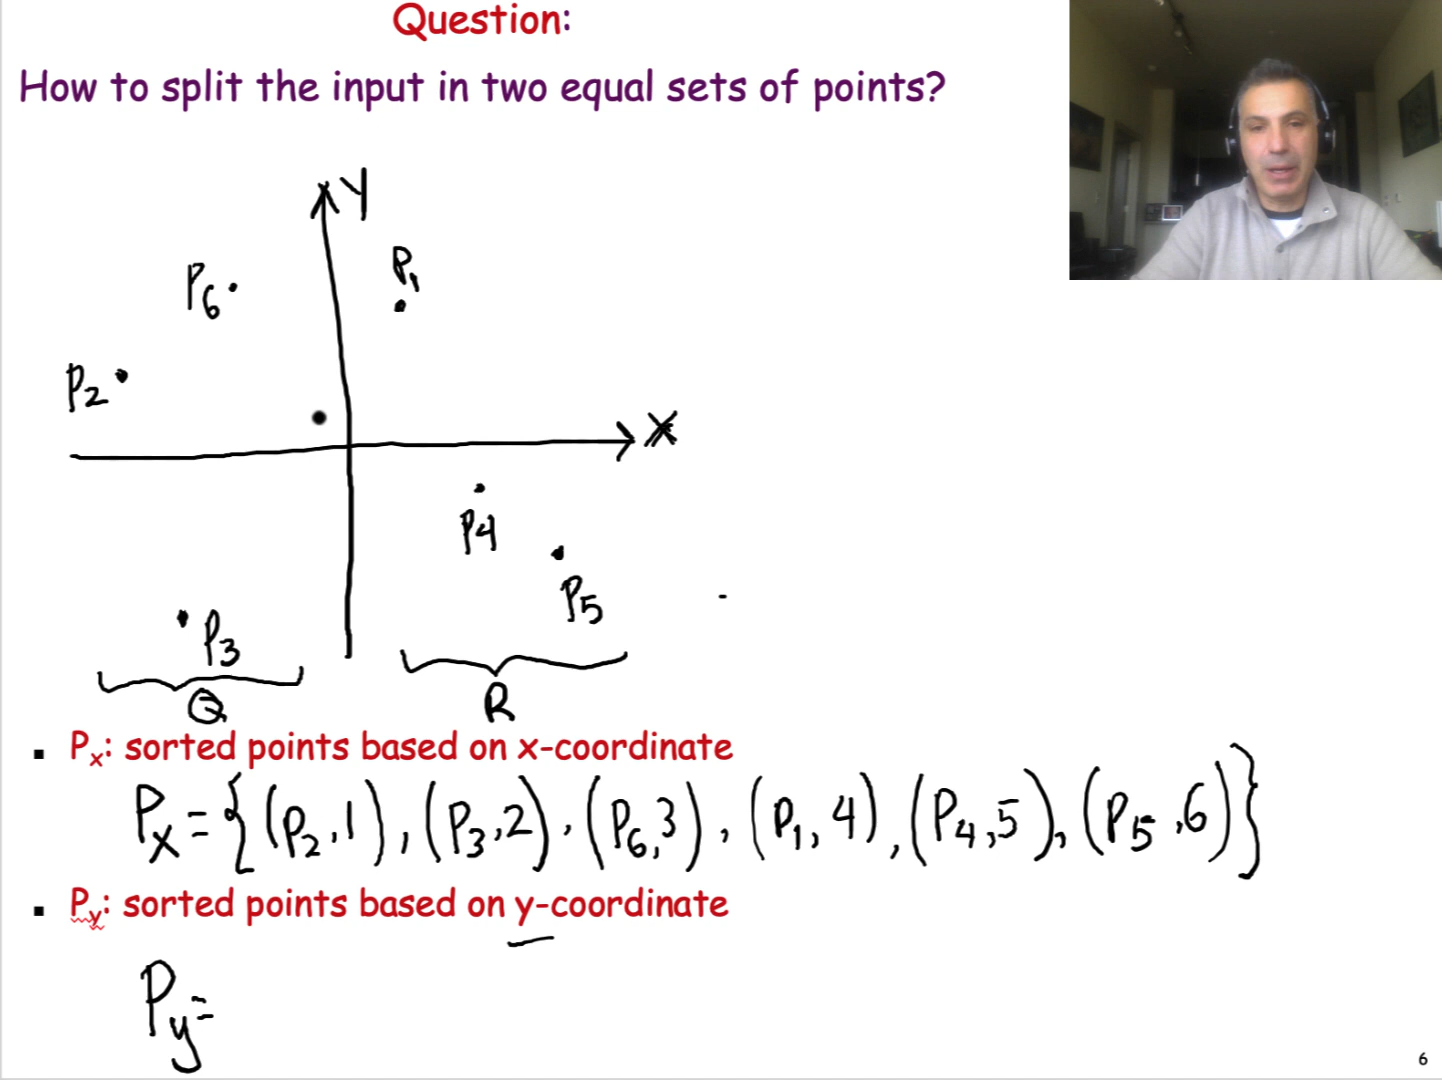 Question:
How to split the input in two equal sets of points?
Y
P1
P6
P2
X
P4
P5
P3
Q
R
▪ Px: sorted points based on x-coordinate
Px = {(P2,1), (P3,2), (P6,3), (P1,4), (P4,5), (P5,6)}
▪ Py: sorted points based on y-coordinate
Py=
6